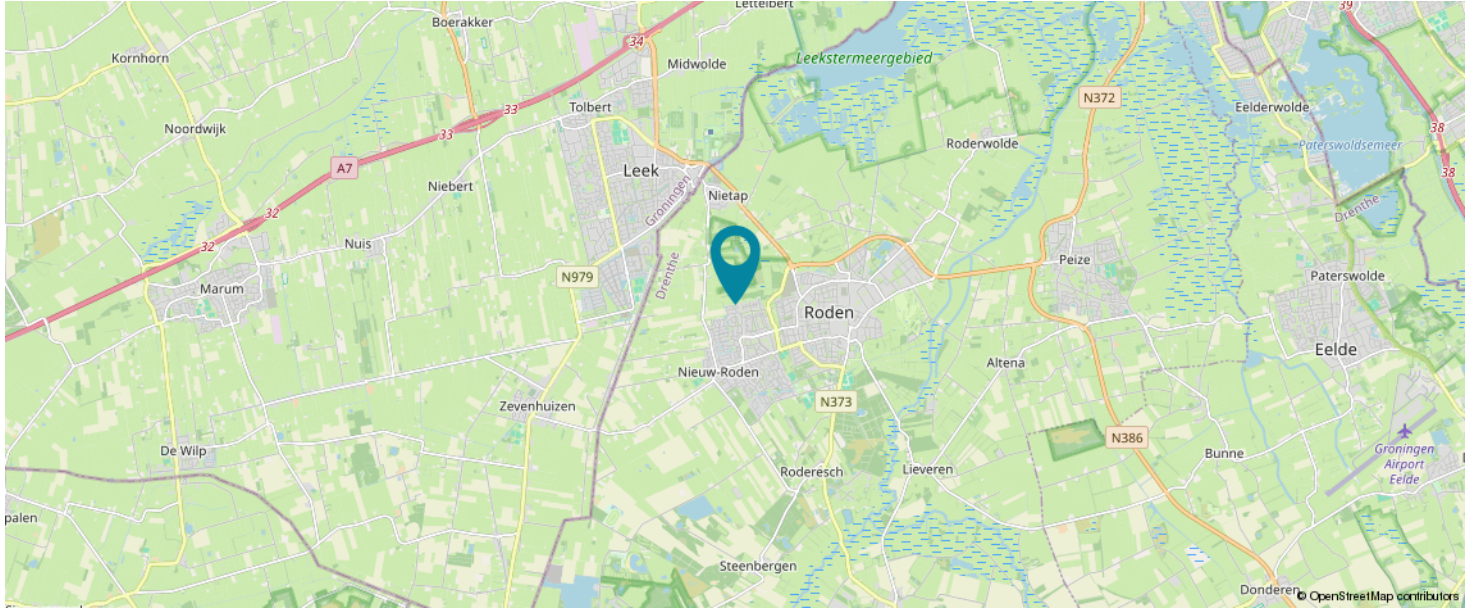 Lettelbert
39
Boerakker
34
Kornhorn
Midwolde
Leekstermeergebied
N372
33
Tolbert
Eelderwolde
Noordwijk
33
38
Paterswoldsemeer
Roderwolde
A7
Leek
38
Niebert
Nietap
Groningen
Drenthe
32
32
Nuis
Peize
Drenthe
N979
Paterswolde
Marum
Roden
Eelde
Altena
Nieuw-Roden
N373
Zevenhuizen
N386
De Wilp
Groningen
Airport
Eelde
Bunne
Roderesch
Lieveren
palen
Steenbergen
Donderen
© OpenStreetMap contributors